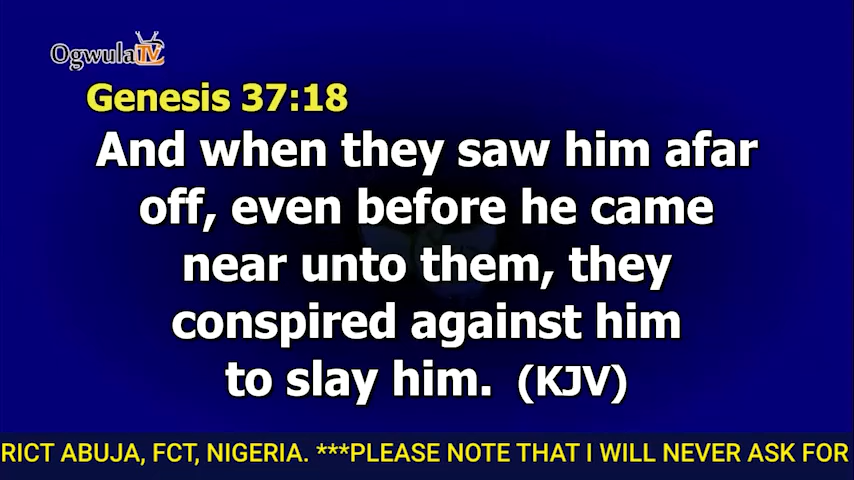 OgwulaTV
Genesis 37:18
And when they saw him afar
off, even before he came
near unto them, they
conspired against him
to slay him. (KJV)
RICT ABUJA, FCT, NIGERIA. ***PLEASE NOTE THAT I WILL NEVER ASK FOR